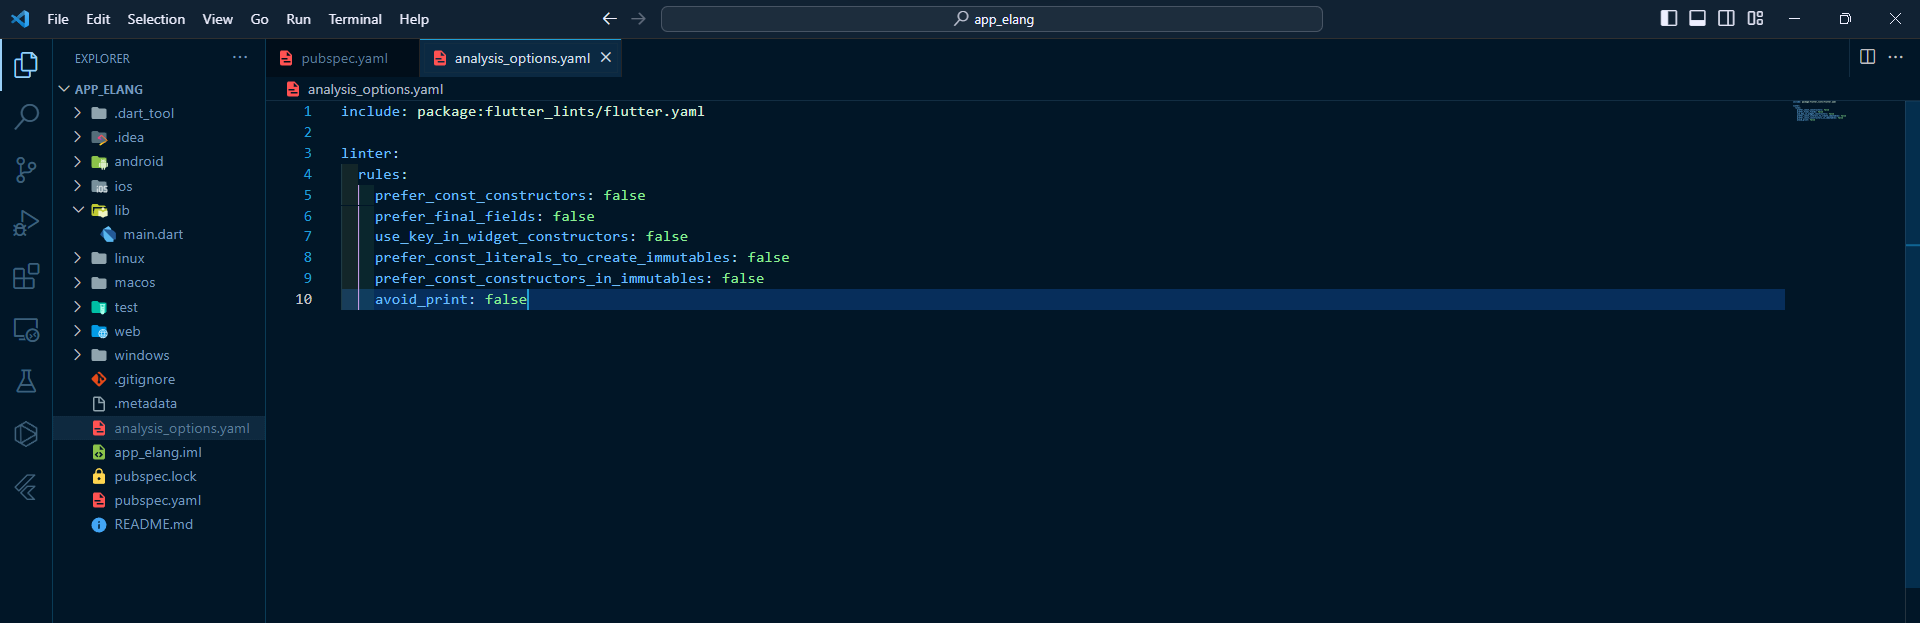 File Edit Selection View Go Run Terminal Help
app_elang
EXPLORER
APP_ELANG
.dart_tool
.idea
android
ios
lib
main.dart
linux
macos
test
web
windows
.gitignore
.metadata
analysis_options.yaml
app_elang.iml
pubspec.lock
pubspec.yaml
README.md
pubspec.yaml
analysis_options.yaml
analysis_options.yaml
1 include: package:flutter_lints/flutter.yaml
2
3 linter:
4 rules:
5 prefer_const_constructors: false
6 prefer_final_fields: false
7 use_key_in_widget_constructors: false
8 prefer_const_literals_to_create_immutables: false
9 prefer_const_constructors_in_immutables: false
10 avoid_print: false